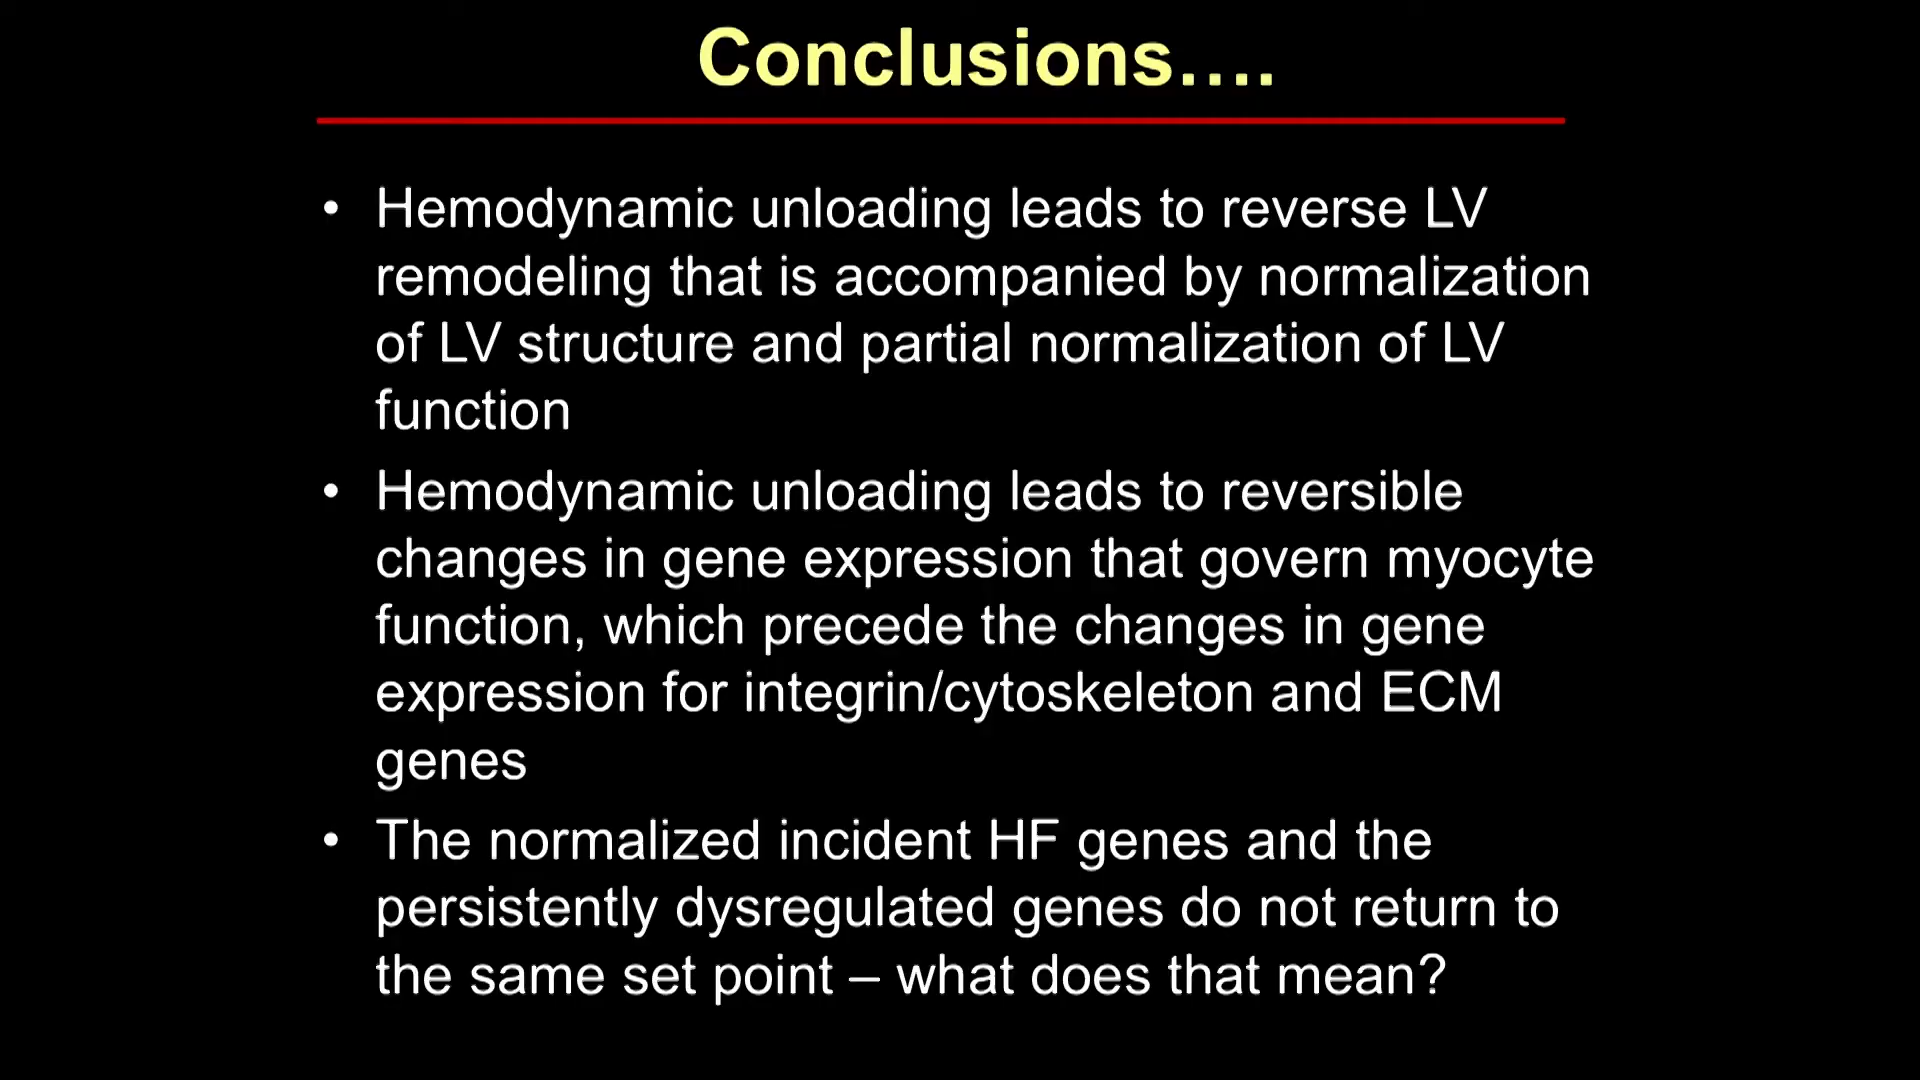 Conclusions....
• Hemodynamic unloading leads to reverse LV
remodeling that is accompanied by normalization
of LV structure and partial normalization of LV
function
• Hemodynamic unloading leads to reversible
changes in gene expression that govern myocyte
function, which precede the changes in gene
expression for integrin/cytoskeleton and ECM
genes
• The normalized incident HF genes and the
persistently dysregulated genes do not return to
the same set point – what does that mean?